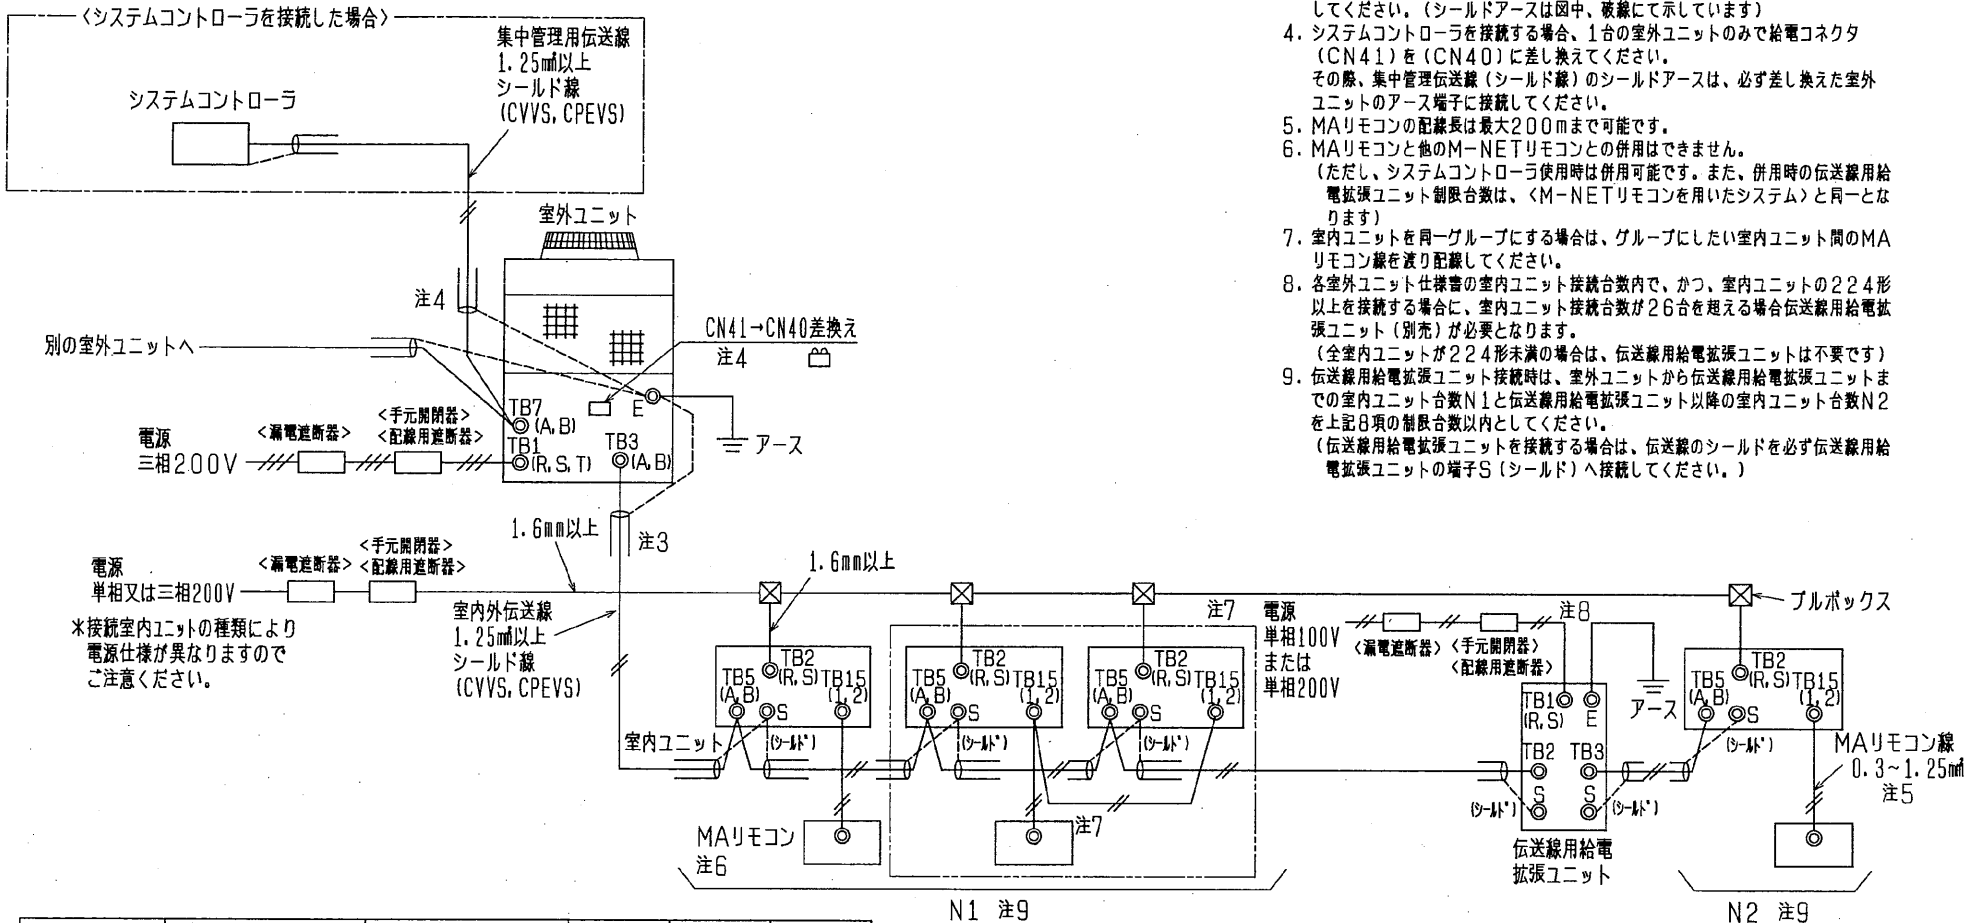 〈システムコントローラを接続した場合〉
集中管理用伝送線
1.25㎟以上
シールド線
(CVVS, CPEVS)
システムコントローラ
室外ユニット
注4
別の室外ユニットへ
CN41→CN40差換え
注4
TB7
(A, B)
E
TB1
(R, S, T)
TB3
(A, B)
アース
電源
三相200V
<漏電遮断器>
<手元開閉器>
<配線用遮断器>
1.6mm以上
注3
電源
単相又は三相200V
<漏電遮断器>
<手元開閉器>
<配線用遮断器>
*接続室内ユニットの種類により
電源仕様が異なりますので
ご注意ください。
室内外伝送線
1.25㎟以上
シールド線
(CVVS, CPEVS)
1.6mm以上
プルボックス
TB2
(R, S)
TB5
(A, B)
S
TB15
(1, 2)
(シールド)
室内ユニット
MAリモコン
注6
注7
TB2
(R, S)
TB5
(A, B)
S
TB15
(1, 2)
(シールド)
TB2
(R, S)
TB5
(A, B)
S
TB15
(1, 2)
(シールド)
注7
電源
単相100V
または
単相200V
<漏電遮断器>
<手元開閉器>
<配線用遮断器>
注8
アース
TB1
(R, S)
E
TB2
TB3
S
S
(シールド)
(シールド)
伝送線用給電
拡張ユニット
TB2
(R, S)
TB5
(A, B)
S
TB15
(1, 2)
(シールド)
MAリモコン線
0.3~1.25㎟
注5
N1 注9
N2 注9
してください。(シールドアースは図中、破線にて示しています)
4. システムコントローラを接続する場合、1台の室外ユニットのみで給電コネクタ
(CN41)を(CN40)に差し換えてください。
その際、集中管理伝送線(シールド線)のシールドアースは、必ず差し換えた室外
ユニットのアース端子に接続してください。
5. MAリモコンの配線長は最大200mまで可能です。
6. MAリモコンと他のM-NETリモコンとの併用はできません。
(ただし、システムコントローラ使用時は併用可能です。また、併用時の伝送線用給
電拡張ユニット制限台数は、〈M-NETリモコンを用いたシステム〉と同一とな
ります)
7. 室内ユニットを同一グループにする場合は、グループにしたい室内ユニット間のMA
リモコン線を渡り配線してください。
8. 各室外ユニット仕様書の室内ユニット接続台数内で、かつ、室内ユニットの224形
以上を接続する場合に、室内ユニット接続台数が26台を超える場合伝送線用給電拡
張ユニット(別売)が必要となります。
(全室内ユニットが224形未満の場合は、伝送線用給電拡張ユニットは不要です)
9. 伝送線用給電拡張ユニット接続時は、室外ユニットから伝送線用給電拡張ユニットま
での室内ユニット台数N1と伝送線用給電拡張ユニット以降の室内ユニット台数N2
を上記8項の制限台数以内としてください。
(伝送線用給電拡張ユニットを接続する場合は、伝送線のシールドを必ず伝送線用給
電拡張ユニットの端子S(シールド)へ接続してください。)